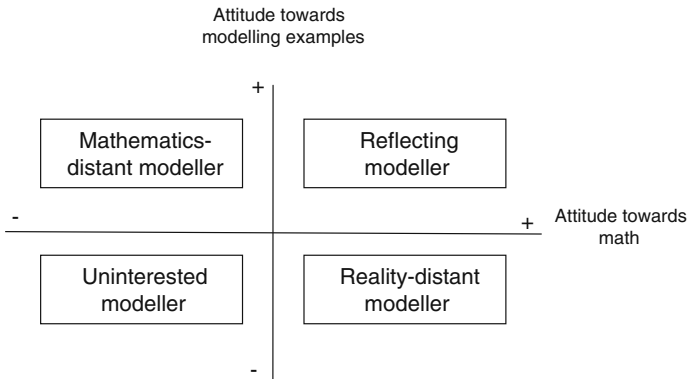 Attitude towards
modelling examples
+
Mathematics-
distant modeller
Reflecting
modeller
-
+
Attitude towards
math
Uninterested
modeller
Reality-distant
modeller
-